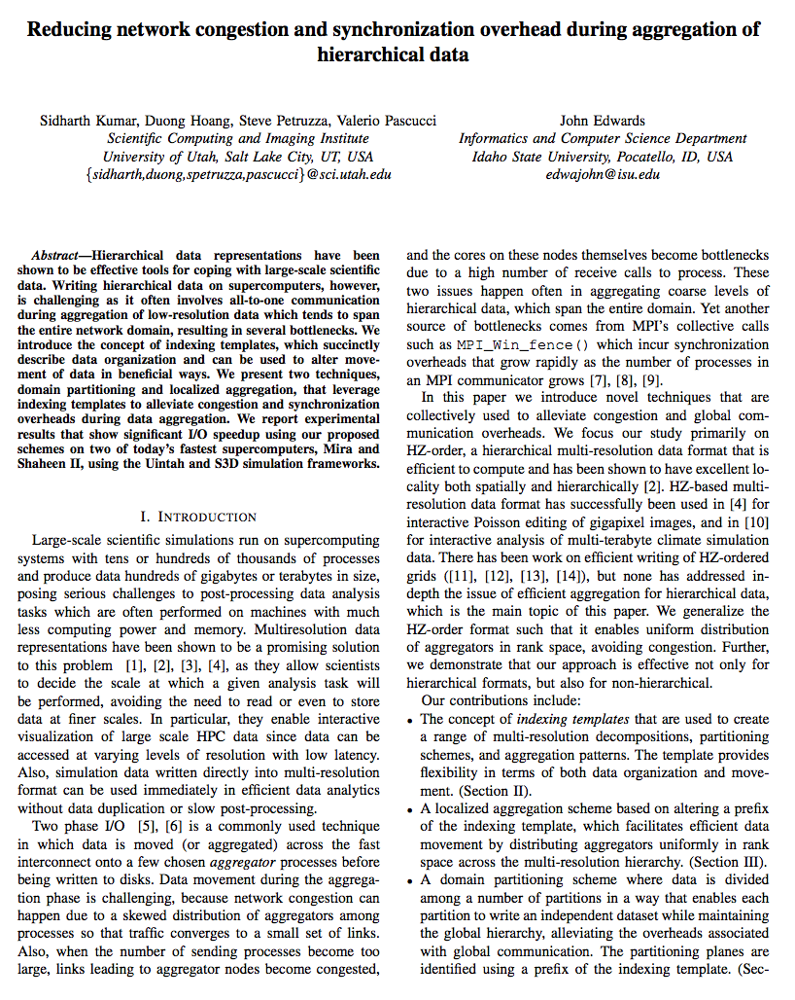 Reducing network congestion and synchronization overhead during aggregation of
hierarchical data
Sidharth Kumar, Duong Hoang, Steve Petruzza, Valerio Pascucci
Scientific Computing and Imaging Institute
University of Utah, Salt Lake City, UT, USA
{sidharth,duong,spetruzza,pascucci}@sci.utah.edu
John Edwards
Informatics and Computer Science Department
Idaho State University, Pocatello, ID, USA
edwajohn@isu.edu
Abstract—Hierarchical data representations have been
shown to be effective tools for coping with large-scale scientific
data. Writing hierarchical data on supercomputers, however,
is challenging as it often involves all-to-one communication
during aggregation of low-resolution data which tends to span
the entire network domain, resulting in several bottlenecks. We
introduce the concept of indexing templates, which succinctly
describe data organization and can be used to alter move-
ment of data in beneficial ways. We present two techniques,
domain partitioning and localized aggregation, that leverage
indexing templates to alleviate congestion and synchronization
overheads during data aggregation. We report experimental
results that show significant I/O speedup using our proposed
schemes on two of today's fastest supercomputers, Mira and
Shaheen II, using the Uintah and S3D simulation frameworks.
I. INTRODUCTION
Large-scale scientific simulations run on supercomputing
systems with tens or hundreds of thousands of processes
and produce data hundreds of gigabytes or terabytes in size,
posing serious challenges to post-processing data analysis
tasks which are often performed on machines with much
less computing power and memory. Multiresolution data
representations have been shown to be a promising solution
to this problem [1], [2], [3], [4], as they allow scientists
to decide the scale at which a given analysis task will
be performed, avoiding the need to read or even to store
data at finer scales. In particular, they enable interactive
visualization of large scale HPC data since data can be
accessed at varying levels of resolution with low latency.
Also, simulation data written directly into multi-resolution
format can be used immediately in efficient data analytics
without data duplication or slow post-processing.
Two phase I/O [5], [6] is a commonly used technique
in which data is moved (or aggregated) across the fast
interconnect onto a few chosen aggregator processes before
being written to disks. Data movement during the aggrega-
tion phase is challenging, because network congestion can
happen due to a skewed distribution of aggregators among
processes so that traffic converges to a small set of links.
Also, when the number of sending processes become too
large, links leading to aggregator nodes become congested,
and the cores on these nodes themselves become bottlenecks
due to a high number of receive calls to process. These
two issues happen often in aggregating coarse levels of
hierarchical data, which span the entire domain. Yet another
source of bottlenecks comes from MPI's collective calls
such as MPI_Win_fence() which incur synchronization
overheads that grow rapidly as the number of processes in
an MPI communicator grows [7], [8], [9].
In this paper we introduce novel techniques that are
collectively used to alleviate congestion and global com-
munication overheads. We focus our study primarily on
HZ-order, a hierarchical multi-resolution data format that is
efficient to compute and has been shown to have excellent lo-
cality both spatially and hierarchically [2]. HZ-based multi-
resolution data format has successfully been used in [4] for
interactive Poisson editing of gigapixel images, and in [10]
for interactive analysis of multi-terabyte climate simulation
data. There has been work on efficient writing of HZ-ordered
grids ([11], [12], [13], [14]), but none has addressed in-
depth the issue of efficient aggregation for hierarchical data,
which is the main topic of this paper. We generalize the
HZ-order format such that it enables uniform distribution
of aggregators in rank space, avoiding congestion. Further,
we demonstrate that our approach is effective not only for
hierarchical formats, but also for non-hierarchical.
Our contributions include:
• The concept of indexing templates that are used to create
a range of multi-resolution decompositions, partitioning
schemes, and aggregation patterns. The template provides
flexibility in terms of both data organization and move-
ment. (Section II).
• A localized aggregation scheme based on altering a prefix
of the indexing template, which facilitates efficient data
movement by distributing aggregators uniformly in rank
space across the multi-resolution hierarchy. (Section III).
• A domain partitioning scheme where data is divided
among a number of partitions in a way that enables each
partition to write an independent dataset while maintaining
the global hierarchy, alleviating the overheads associated
with global communication. The partitioning planes are
identified using a prefix of the indexing template. (Sec-